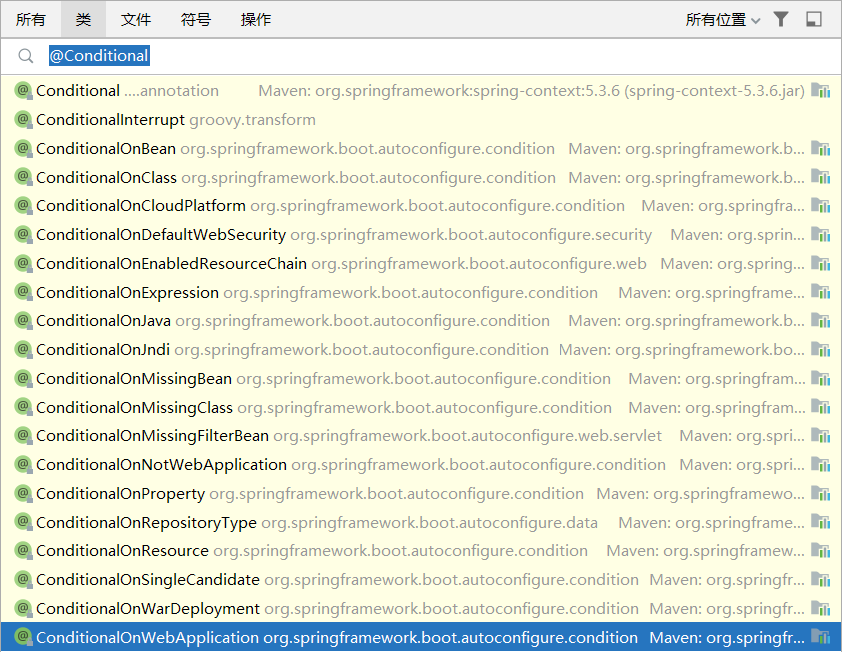 所有 类 文件 符号 操作 所有位置
@Conditional
Conditional ....annotation Maven: org.springframework:spring-context:5.3.6 (spring-context-5.3.6.jar)
ConditionalInterrupt groovy.transform
ConditionalOnBean org.springframework.boot.autoconfigure.condition Maven: org.springframework.b...
ConditionalOnClass org.springframework.boot.autoconfigure.condition Maven: org.springframework.b...
ConditionalOnCloudPlatform org.springframework.boot.autoconfigure.condition Maven: org.springfra...
ConditionalOnDefaultWebSecurity org.springframework.boot.autoconfigure.security Maven: org.sprin...
ConditionalOnEnabledResourceChain org.springframework.boot.autoconfigure.web Maven: org.spring...
ConditionalOnExpression org.springframework.boot.autoconfigure.condition Maven: org.springframe...
ConditionalOnJava org.springframework.boot.autoconfigure.condition Maven: org.springframework.b...
ConditionalOnJndi org.springframework.boot.autoconfigure.condition Maven: org.springframework.bo...
ConditionalOnMissingBean org.springframework.boot.autoconfigure.condition Maven: org.springfram...
ConditionalOnMissingClass org.springframework.boot.autoconfigure.condition Maven: org.springfram...
ConditionalOnMissingFilterBean org.springframework.boot.autoconfigure.web.servlet Maven: org.spri...
ConditionalOnNotWebApplication org.springframework.boot.autoconfigure.condition Maven: org.spri...
ConditionalOnProperty org.springframework.boot.autoconfigure.condition Maven: org.springframewo...
ConditionalOnRepositoryType org.springframework.boot.autoconfigure.data Maven: org.springframe...
ConditionalOnResource org.springframework.boot.autoconfigure.condition Maven: org.springframew...
ConditionalOnSingleCandidate org.springframework.boot.autoconfigure.condition Maven: org.springfr...
ConditionalOnWarDeployment org.springframework.boot.autoconfigure.condition Maven: org.springfr...
ConditionalOnWebApplication org.springframework.boot.autoconfigure.condition Maven: org.springfr...